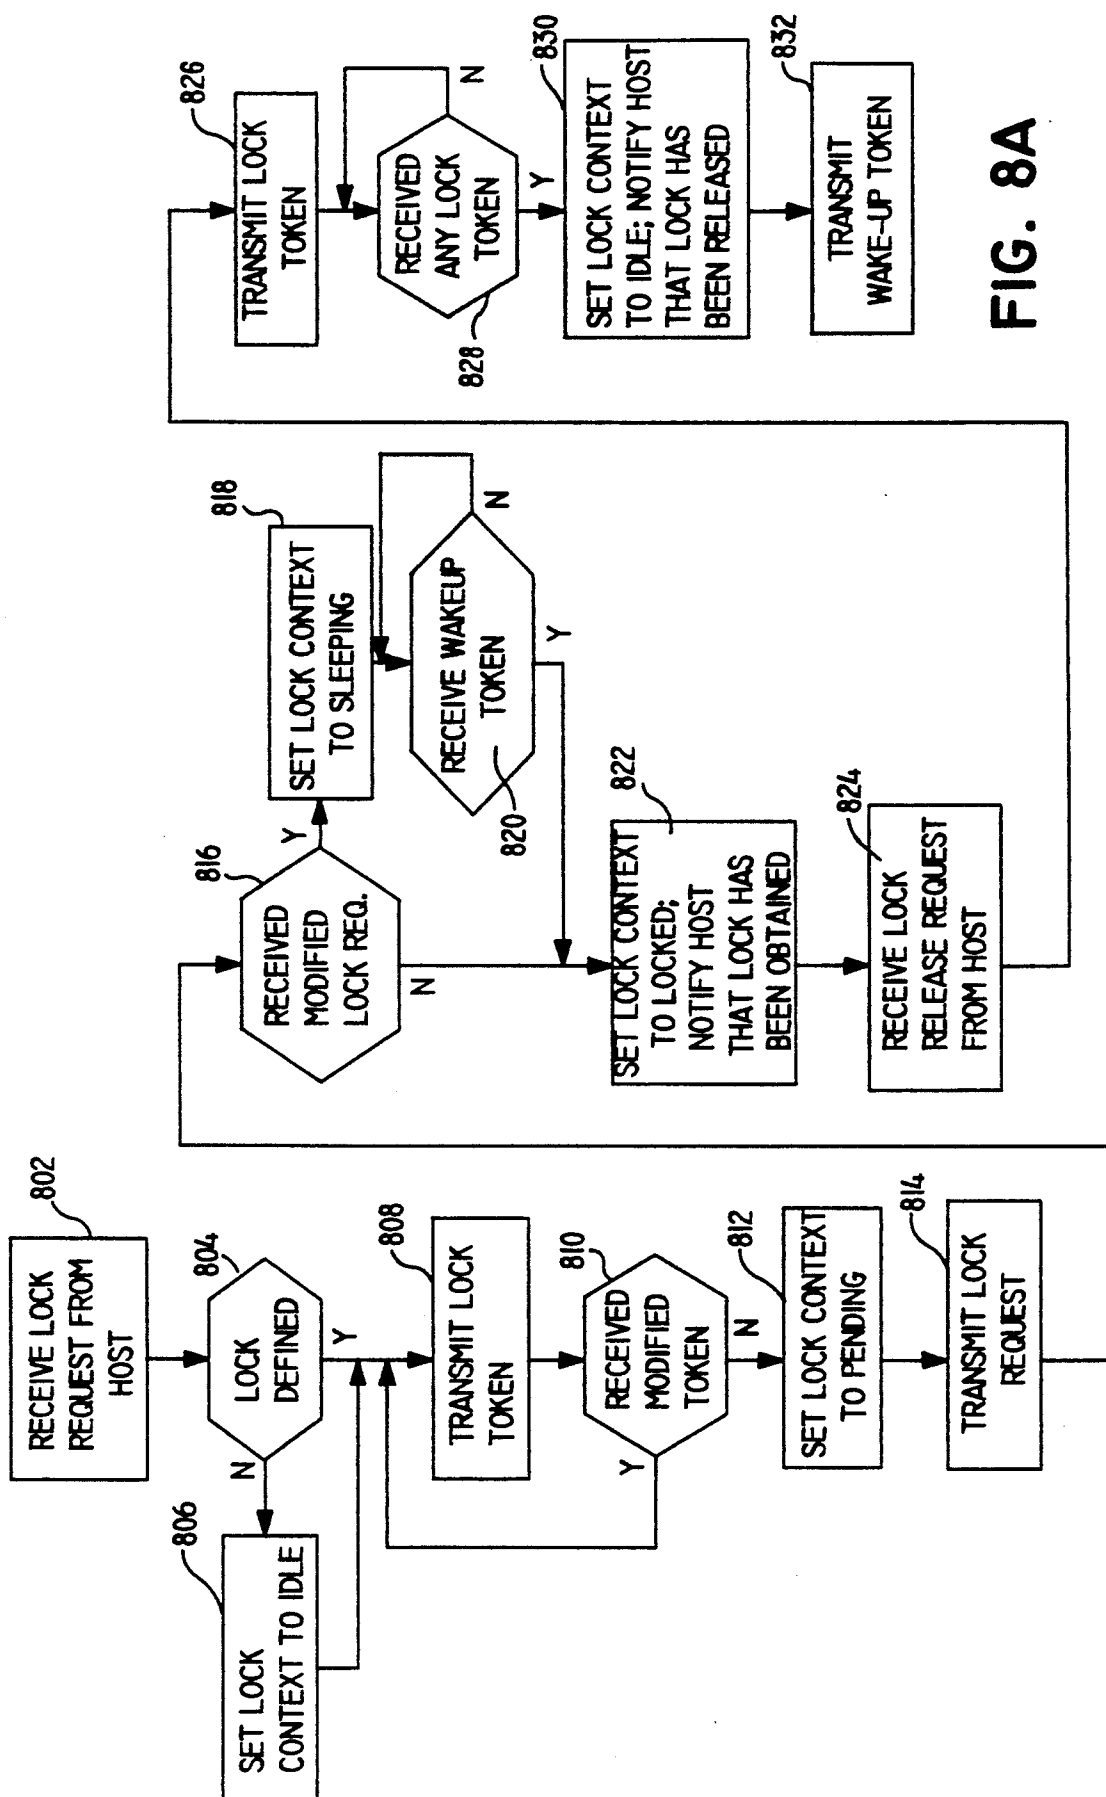 802
RECEIVE LOCK
REQUEST FROM
HOST
804
LOCK
DEFINED
N
Y
806
SET LOCK
CONTEXT TO IDLE
808
TRANSMIT LOCK
TOKEN
810
RECEIVED
MODIFIED
TOKEN
Y
N
812
SET LOCK CONTEXT
TO PENDING
814
TRANSMIT LOCK
REQUEST
816
RECEIVED
MODIFIED
LOCK REQ.
Y
N
818
SET LOCK CONTEXT
TO SLEEPING
RECEIVE WAKEUP
TOKEN
820
N
Y
822
SET LOCK CONTEXT
TO LOCKED;
NOTIFY HOST
THAT LOCK HAS
BEEN OBTAINED
824
RECEIVE LOCK
RELEASE REQUEST
FROM HOST
826
TRANSMIT LOCK
TOKEN
RECEIVED
ANY LOCK
TOKEN
828
N
Y
830
SET LOCK CONTEXT
TO IDLE; NOTIFY HOST
THAT LOCK HAS
BEEN RELEASED
832
TRANSMIT
WAKE-UP TOKEN
FIG. 8A